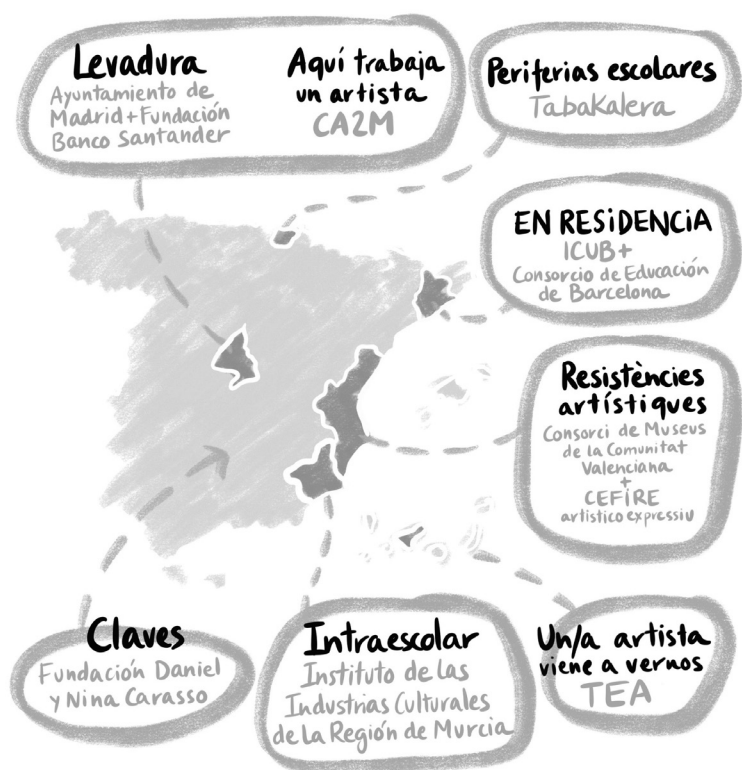 Levadura
Ayuntamiento de
Madrid+Fundación
Banco Santander
Aquí trabaja
un artista
CA2M
Periferias escolares
TabaKalera
EN RESiDENCiA
ICUB+
Consorcio de Educación
de Barcelona
Resistències
artístiques
Consorci de Museus
de la Comunitat
Valenciana
+
CEFiRE
artístico expressiu
Claves
Fundación Daniel
y Nina Carasso
Intraescolar
Instituto de las
Industrias Culturales
de la Región de Murcia
Un/a artista
viene a vernos
TEA